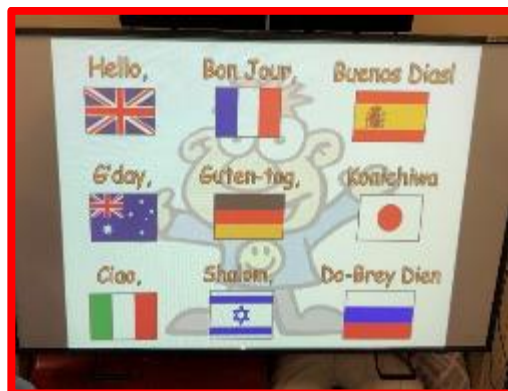 Hello, Bon Jour, Buenos Dias!
G'day, Guten-tag, Konichiwa
Ciao, Shalom, Do-Brey Dien